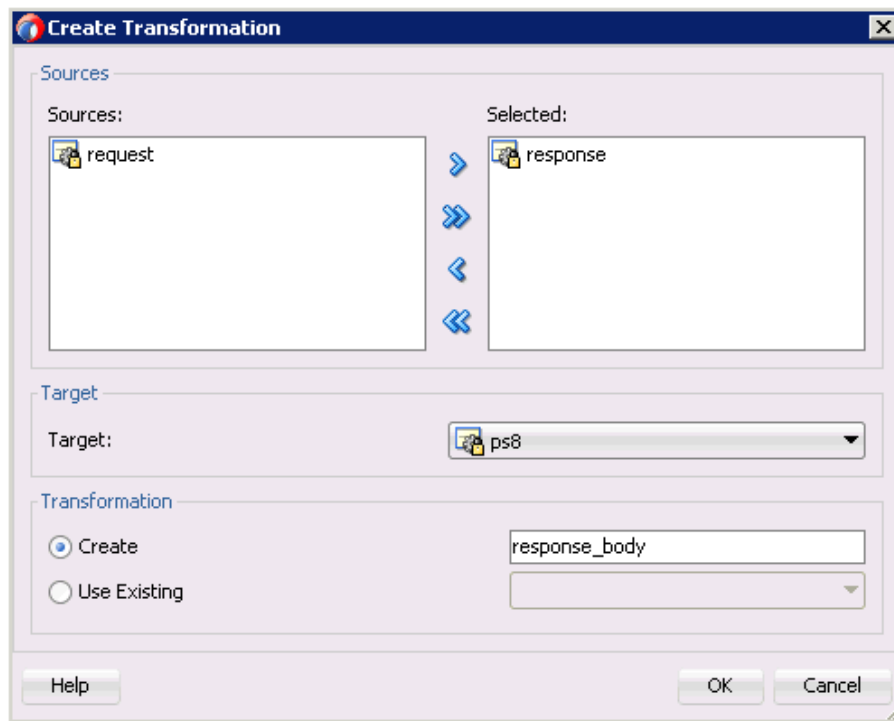 Create Transformation
Sources
Sources:
Selected:
request
response
Target
Target:
ps8
Transformation
Create
response_body
Use Existing
Help
OK
Cancel